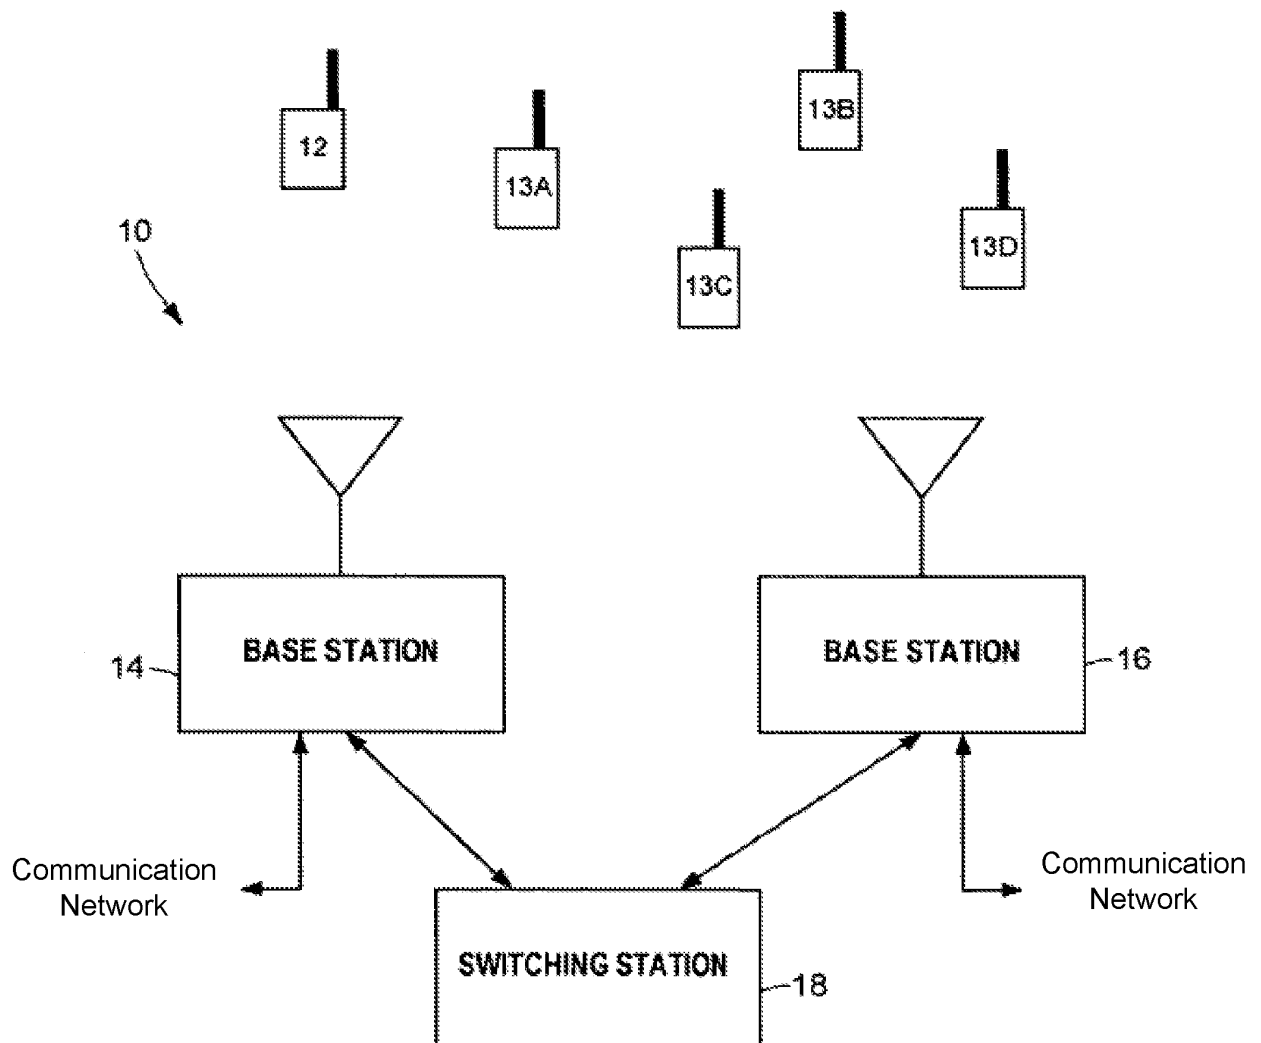 13B
12
13A
10
13D
13C
BASE STATION
BASE STATION
14
16
Communication
Network
Communication
Network
SWITCHING STATION
18